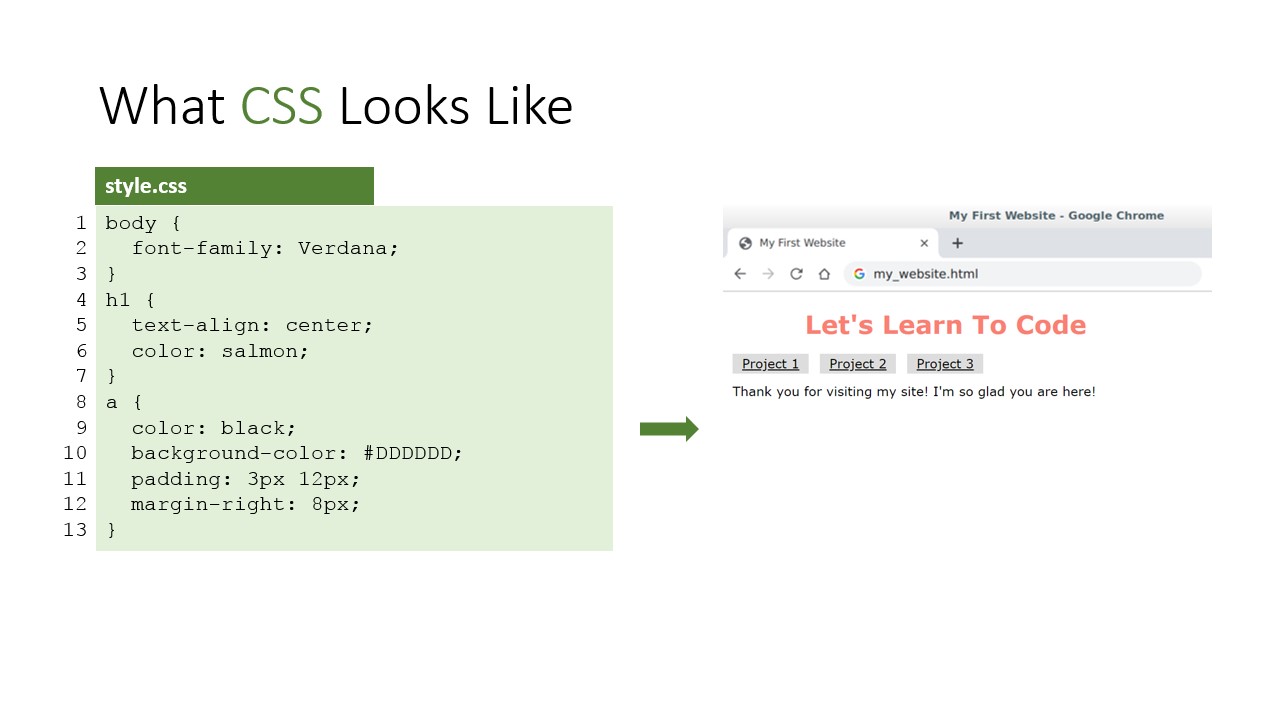 What CSS Looks Like
style.css
1 body {
2   font-family: Verdana;
3 }
4 h1 {
5   text-align: center;
6   color: salmon;
7 }
8 a {
9   color: black;
10   background-color: #DDDDDD;
11   padding: 3px 12px;
12   margin-right: 8px;
13 }
My First Website - Google Chrome
My First Website
my_website.html
Let's Learn To Code
Project 1 Project 2 Project 3
Thank you for visiting my site! I'm so glad you are here!